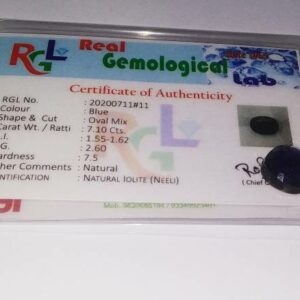 RGL Real
Gemological
Lab
Certificate of Authenticity
RGL No. : 20200711#11
Colour : Blue
Shape & Cut : Oval Mix
Carat Wt. / Ratti : 7.10 Cts.
.I. : 1.55-1.62
.G. : 2.60
ardness : 7.5
her Comments : Natural
: NATURAL IOLITE (NEELI)
(Chief